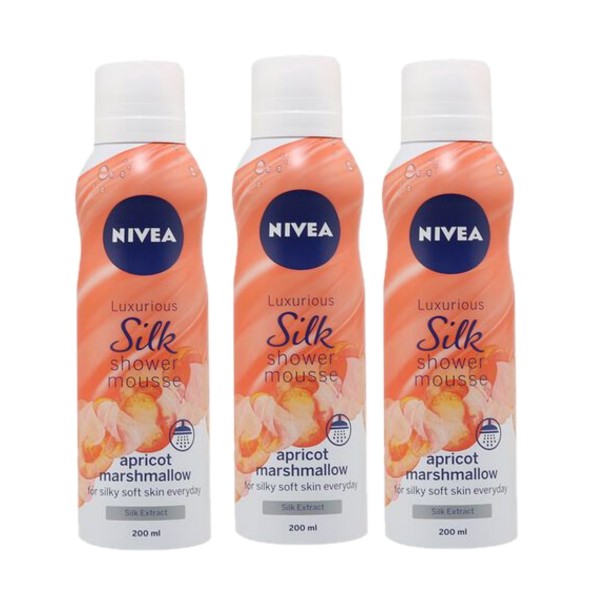 NIVEA
Luxurious
Silk
shower
mousse
apricot
marshmallow
for silky soft skin everyday
Silk Extract
200 ml
NIVEA
Luxurious
Silk
shower
mousse
apricot
marshmallow
for silky soft skin everyday
Silk Extract
200 ml
NIVEA
Luxurious
Silk
shower
mousse
apricot
marshmallow
for silky soft skin everyday
Silk Extract
200 ml